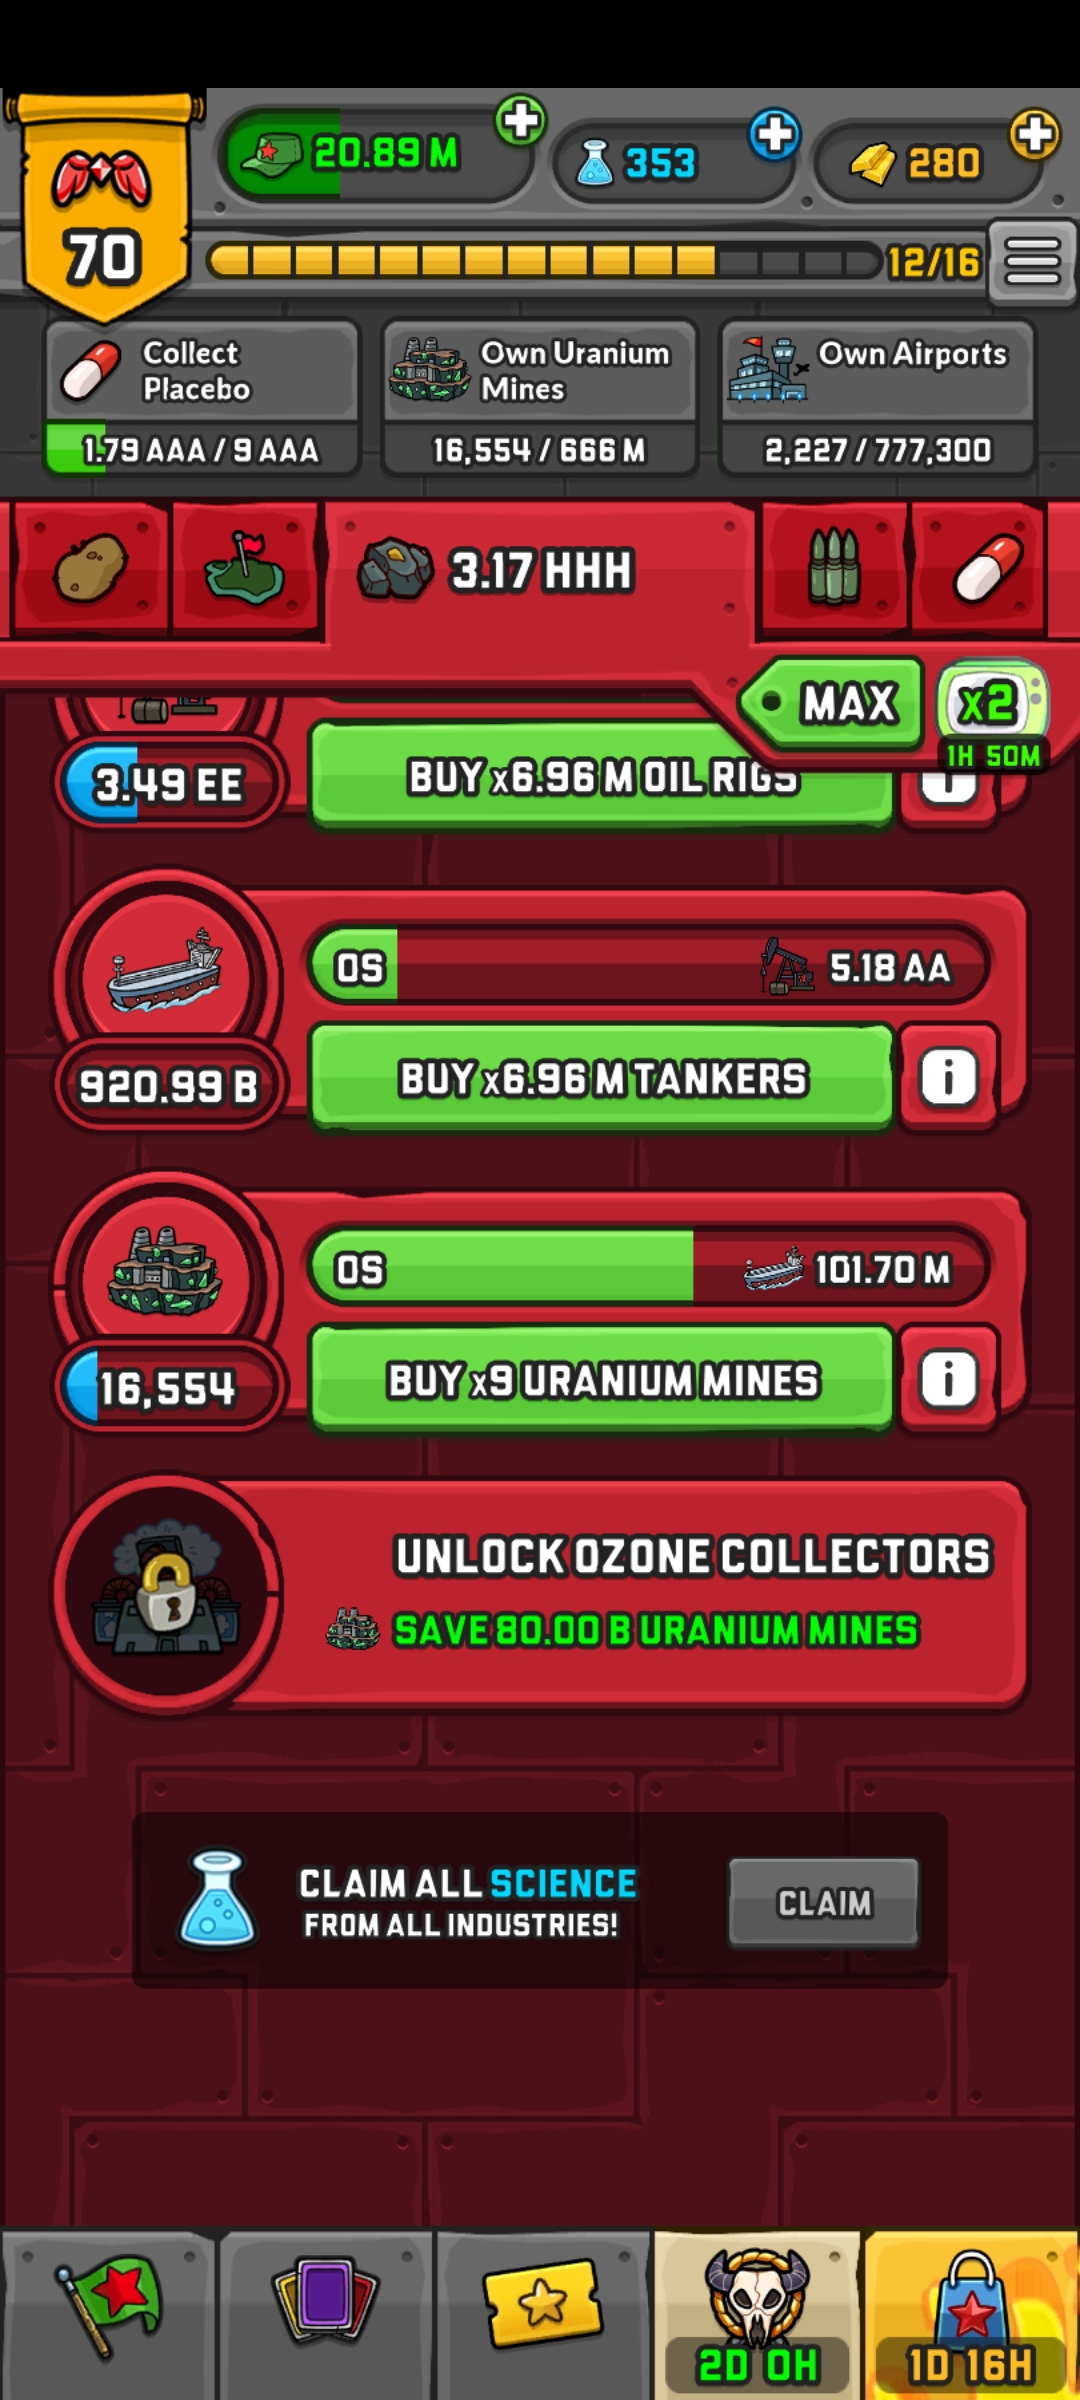 20.89 M
353
280
70
12/16
Collect
Placebo
Own Uranium
Mines
Own Airports
1.79 AAA / 9 AAA
16,554 / 666 M
2,227 / 777,300
3.17 HHH
MAX
x2
1H 50M
3.49 EE
BUY x6.96 M OIL RIGS
0S
5.18 AA
920.99 B
BUY x6.96 M TANKERS
i
0S
101.70 M
16,554
BUY x9 URANIUM MINES
i
UNLOCK OZONE COLLECTORS
SAVE 80.00 B URANIUM MINES
CLAIM ALL SCIENCE
FROM ALL INDUSTRIES!
CLAIM
2D 0H
1D 16H